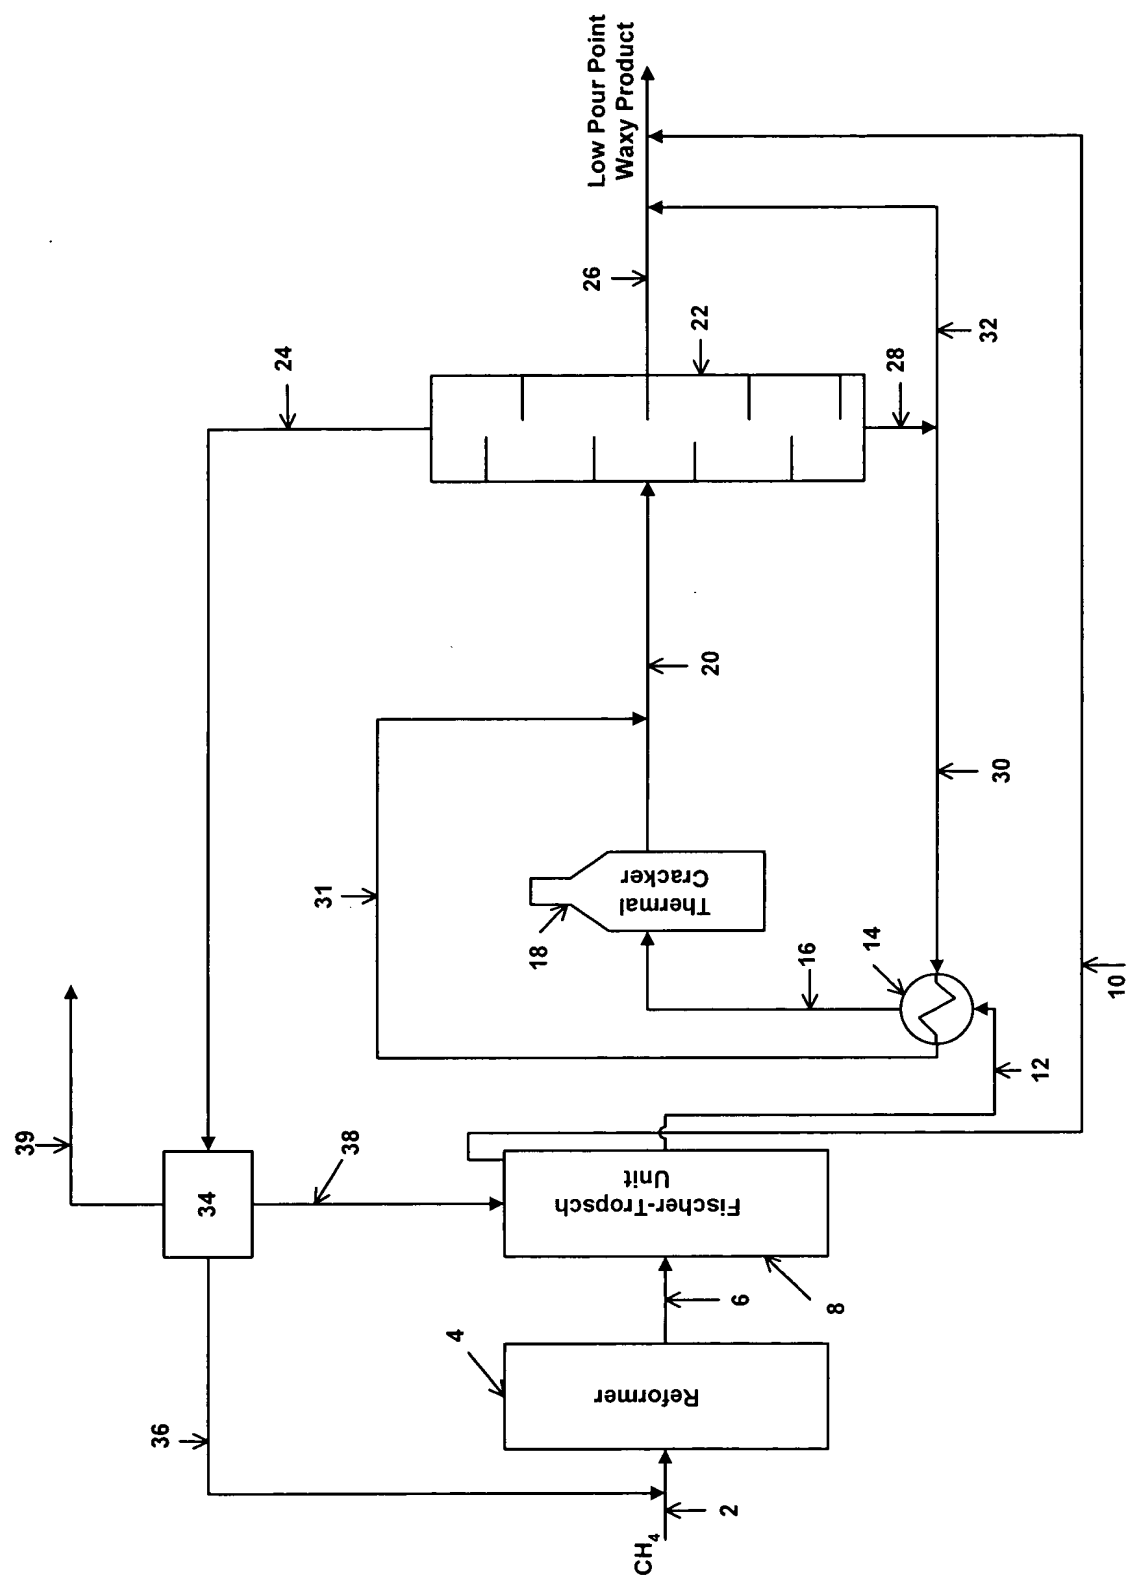 39
34
38
36
24
31
4
Reformer
Fischer-Tropsch
Unit
18
Thermal
Cracker
26
Low Pour Point
Waxy Product
22
20
CH₄
2
6
8
16
14
28
32
30
12
10